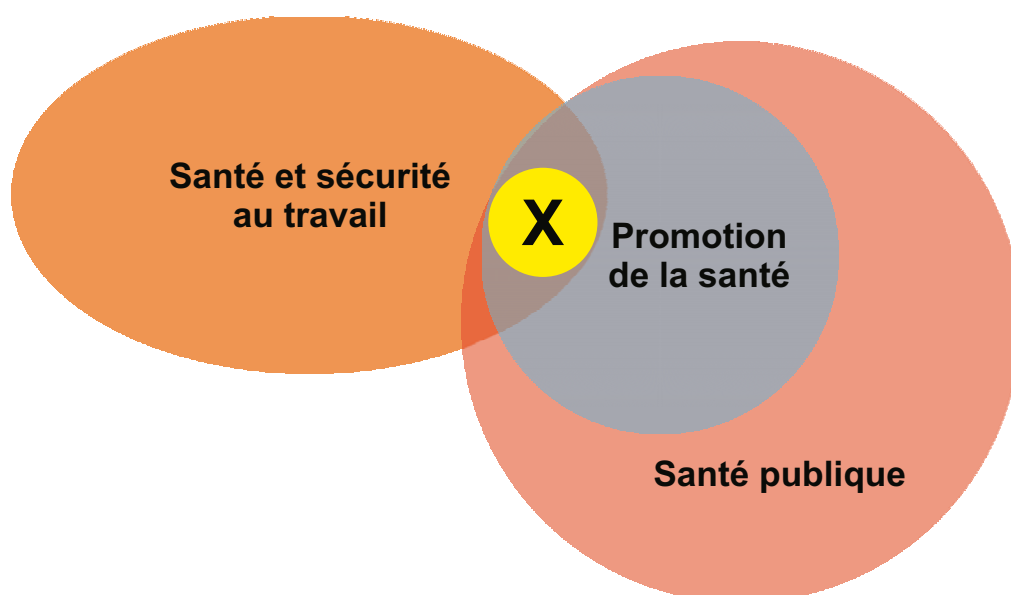 Santé et sécurité
au travail
X
Promotion
de la santé
Santé publique